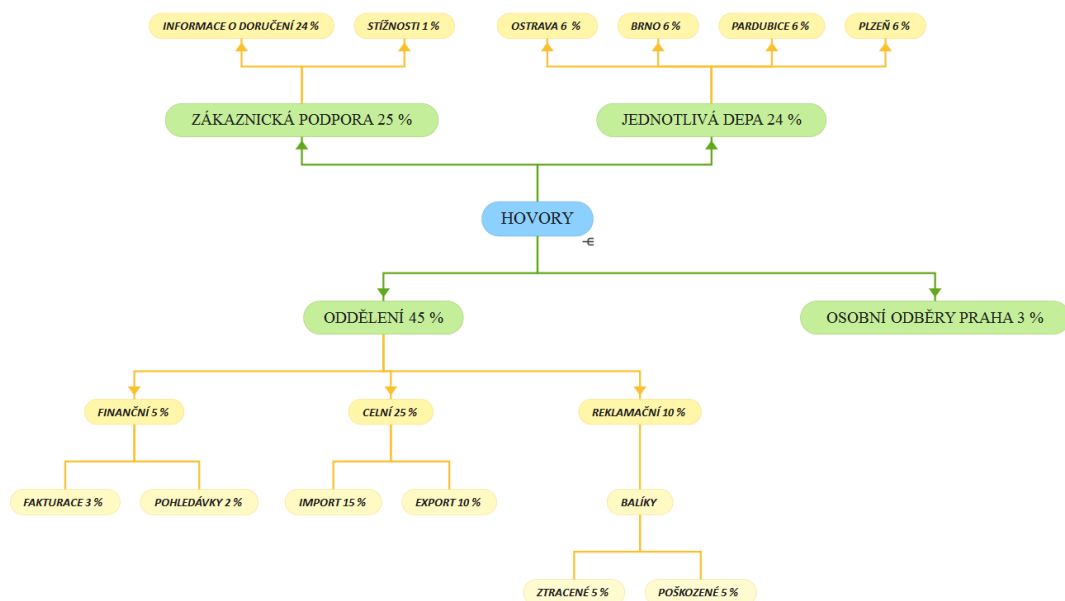 INFORMACE O DORUČENÍ 24 %
STÍŽNOSTI 1 %
OSTRAVA 6 %
BRNO 6 %
PARDUBICE 6 %
PLZEŇ 6 %
ZÁKAZNICKÁ PODPORA 25 %
JEDNOTLIVÁ DEPA 24 %
HOVORY
ODDĚLENÍ 45 %
OSOBNÍ ODBĚRY PRAHA 3 %
FINANČNÍ 5 %
CELNÍ 25 %
REKLAMAČNÍ 10 %
FAKTURACE 3 %
POHLEDÁVKY 2 %
IMPORT 15 %
EXPORT 10 %
BALÍKY
ZTRACENÉ 5 %
POŠKOZENÉ 5 %